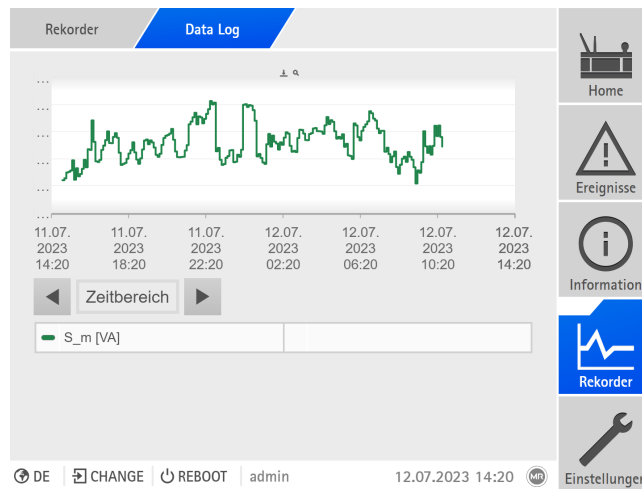 Rekorder
Data Log
Home
...
...
...
...
...
...
11.07. 11.07. 11.07. 12.07. 12.07. 12.07. 12.07.
2023 2023 2023 2023 2023 2023 2023
14:20 18:20 22:20 02:20 06:20 10:20 14:20
Zeitbereich
S_m [VA]
Ereignisse
Information
Rekorder
Einstellungen
DE CHANGE REBOOT admin 12.07.2023 14:20 MR